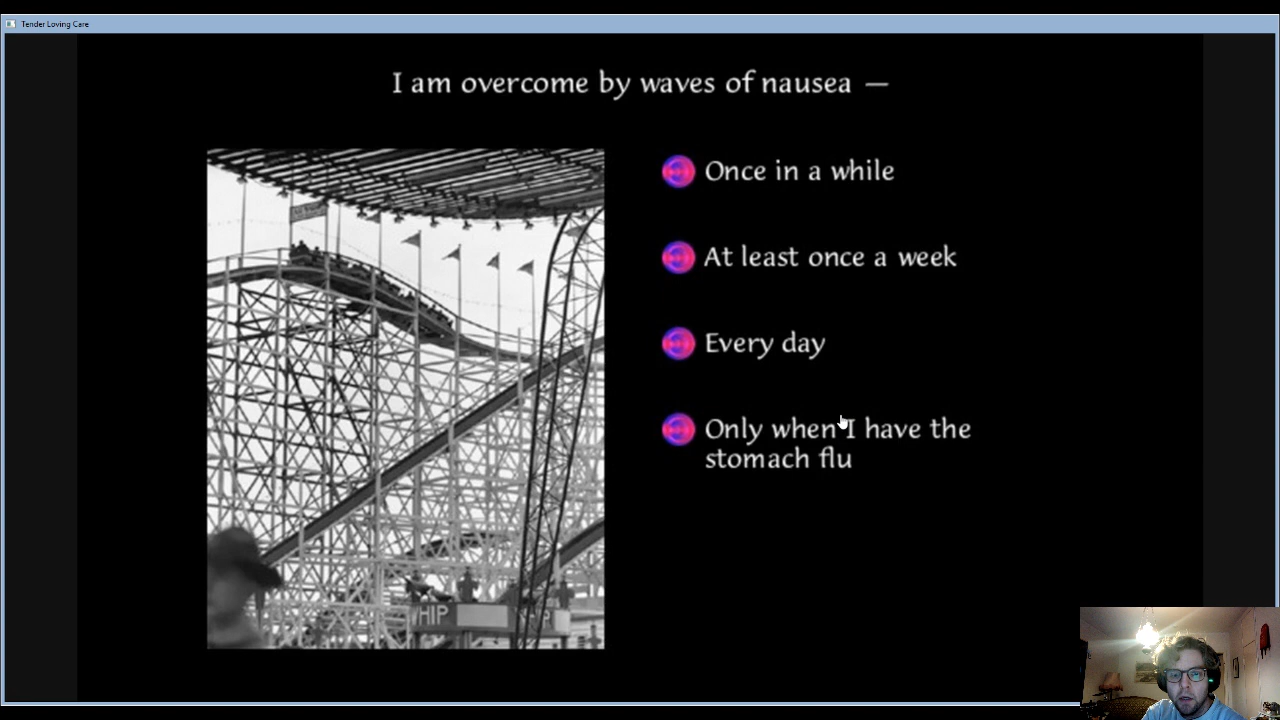 Tender Loving Care
I am overcome by waves of nausea —
Once in a while
At least once a week
Every day
Only when I have the
stomach flu
HIP